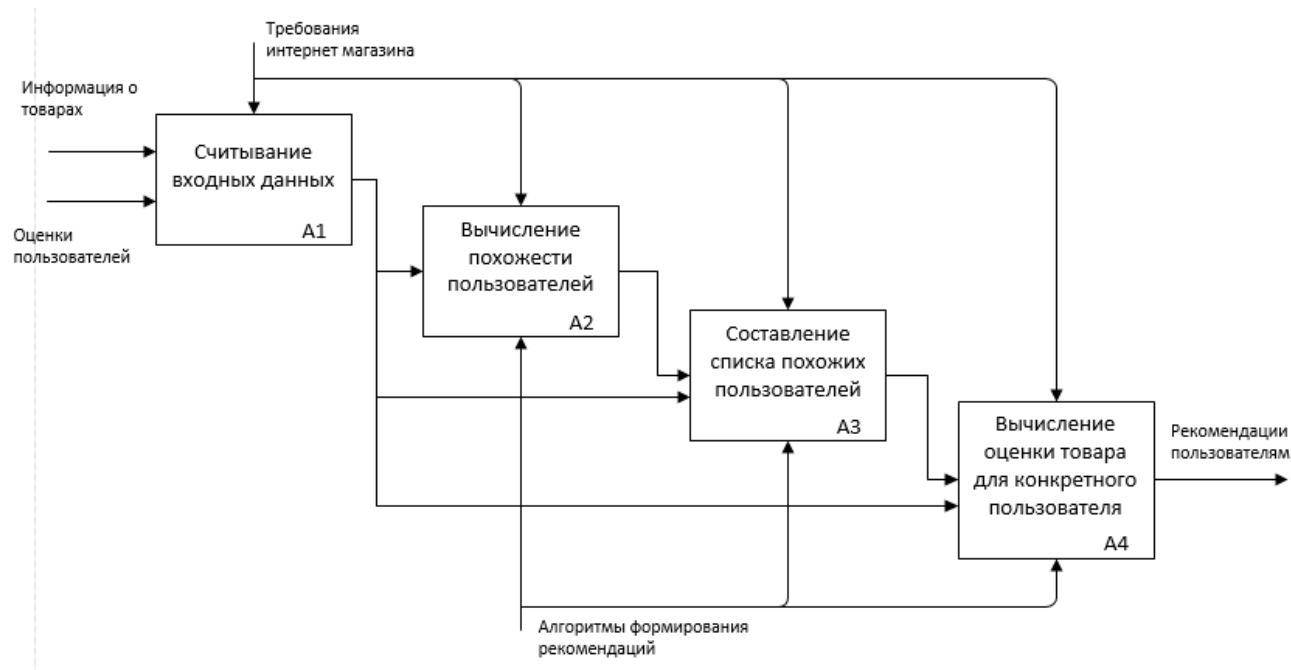 Требования
интернет магазина
Информация о
товарах
Считывание
входных данных
A1
Оценки
пользователей
Вычисление
похожести
пользователей
A2
Составление
списка похожих
пользователей
A3
Вычисление
оценки товара
для конкретного
пользователя
A4
Рекомендации
пользователям
Алгоритмы формирования
рекомендаций